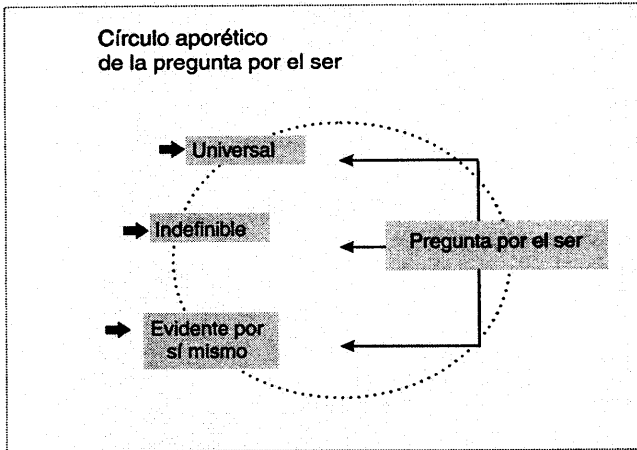 Círculo aporético
de la pregunta por el ser
Universal
Indefinible
Pregunta por el ser
Evidente por
sí mismo